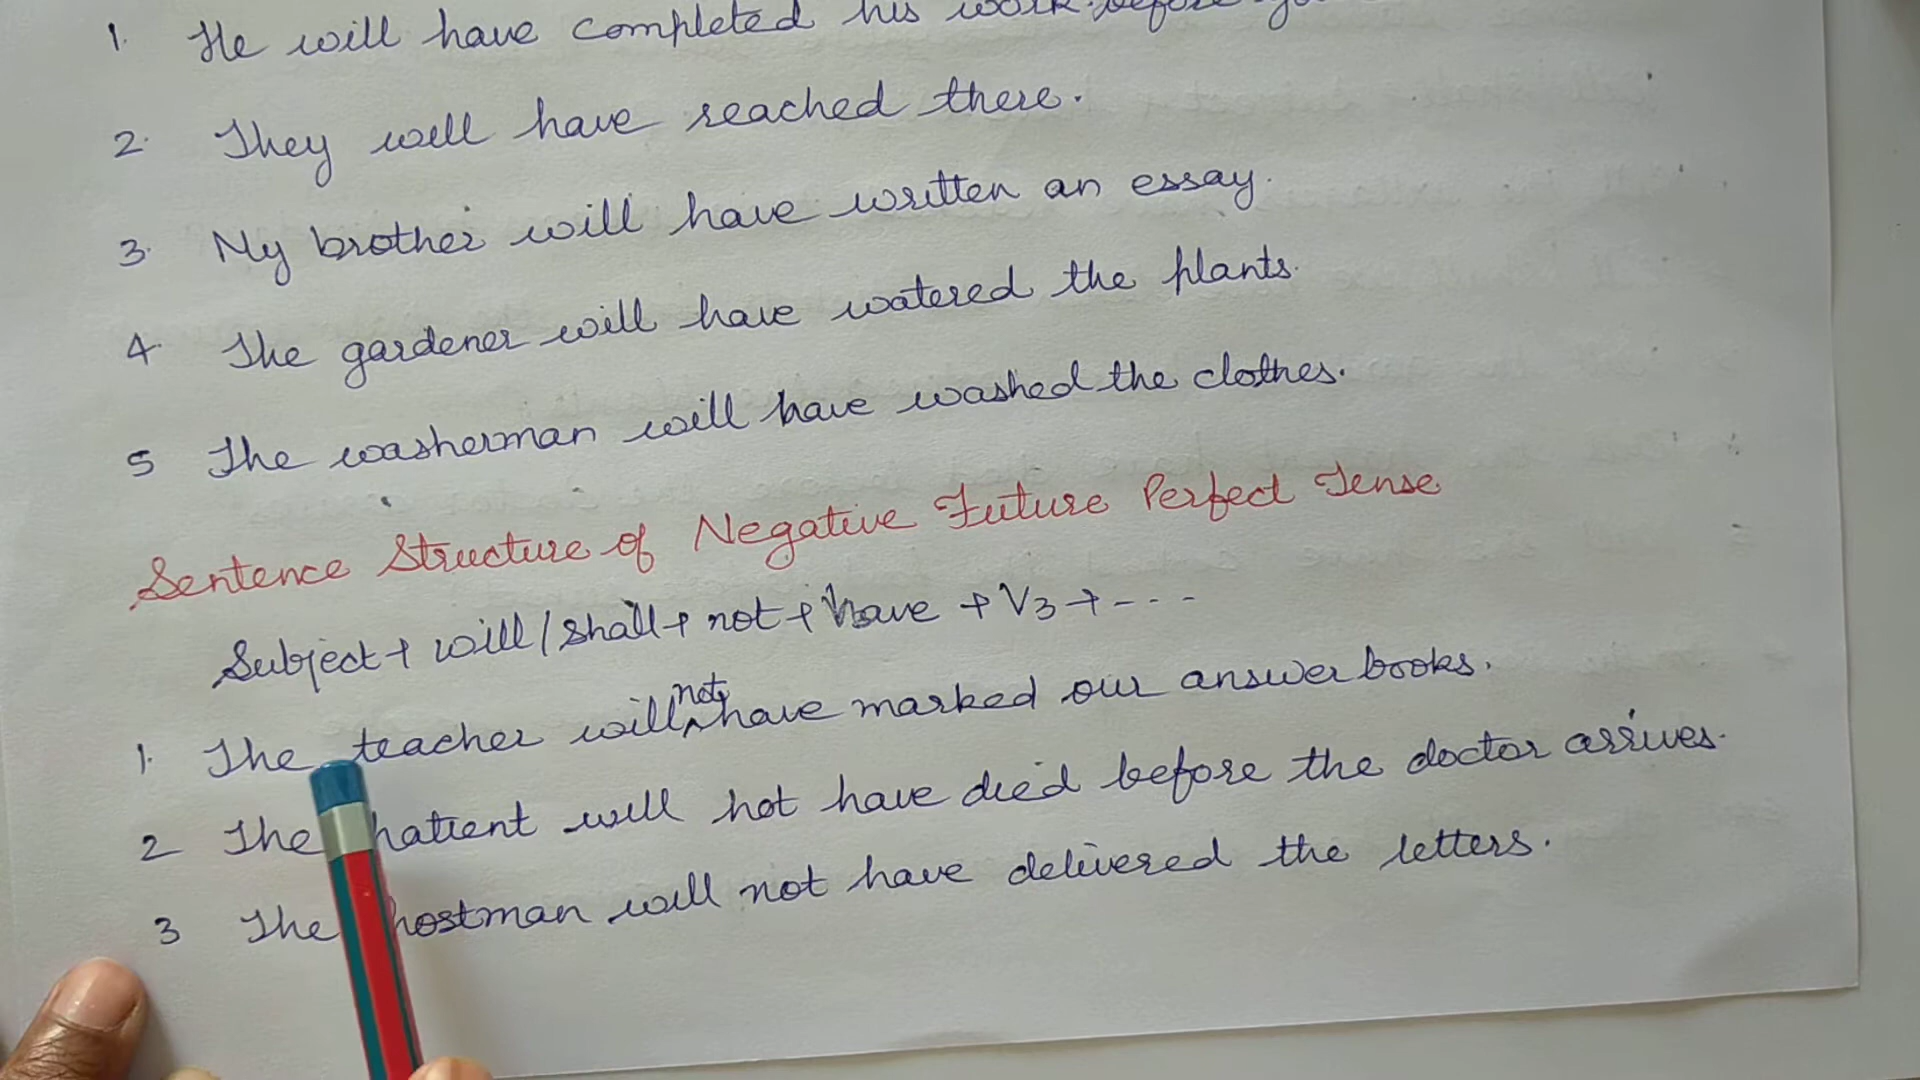 1. He will have completed his work before
2. They will have reached there.
3. My brother will have written an essay.
4. The gardener will have watered the plants.
5 The washerman will have washed the clothes.
Sentence Structure of Negative Future Perfect Tense
Subject + will / shall + not + have + V3 + ---
1. The teacher will not have marked our answer books.
2 The patient will not have died before the doctor arrives.
3 The postman will not have delivered the letters.